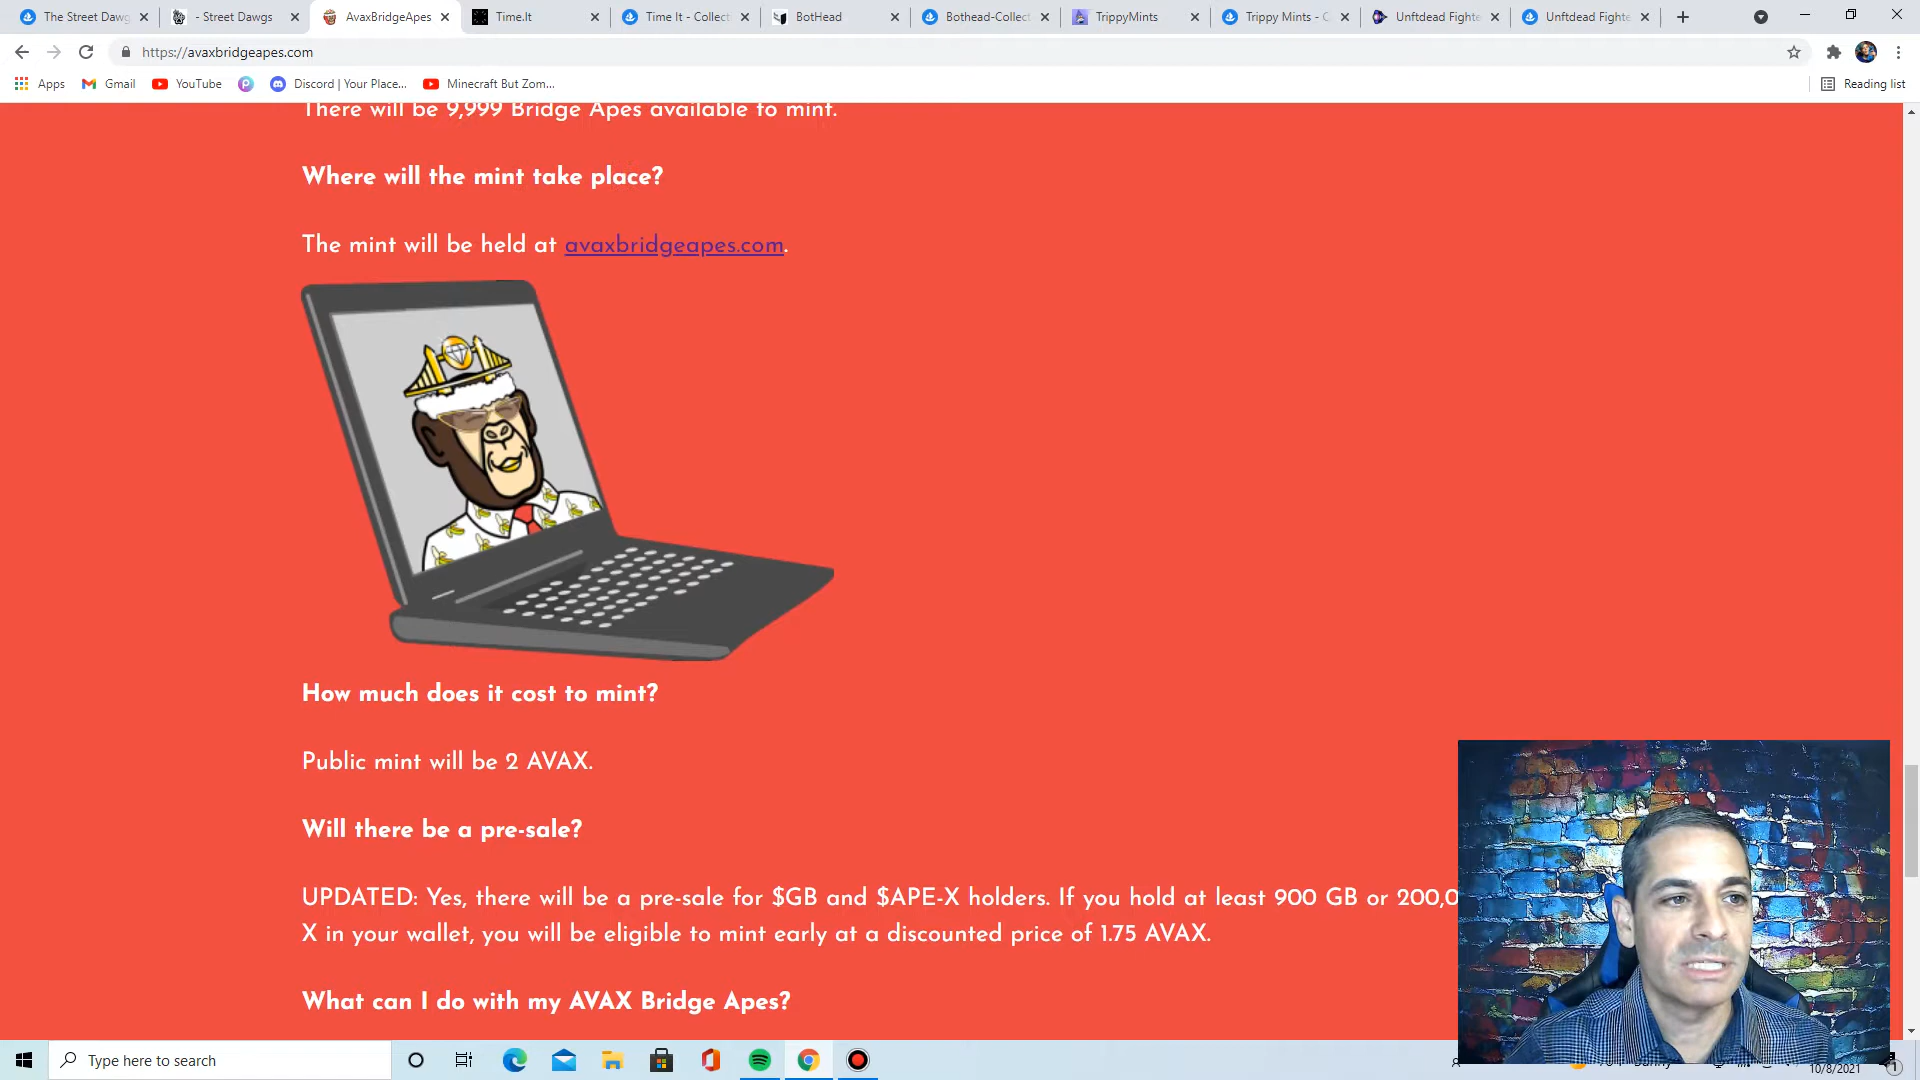 The Street Dawg
- Street Dawgs
AvaxBridgeApes
Time.It
Time It - Collect
BotHead
Bothead-Collect
TrippyMints
Trippy Mints - C
Unftdead Fighte
Unftdead Fighte
https://avaxbridgeapes.com
Apps
Gmail
YouTube
Discord | Your Place...
Minecraft But Zom...
Reading list
There will be 9,999 Bridge Apes available to mint.
Where will the mint take place?
The mint will be held at avaxbridgeapes.com.
How much does it cost to mint?
Public mint will be 2 AVAX.
Will there be a pre-sale?
UPDATED: Yes, there will be a pre-sale for $GB and $APE-X holders. If you hold at least 900 GB or 200,0
X in your wallet, you will be eligible to mint early at a discounted price of 1.75 AVAX.
What can I do with my AVAX Bridge Apes?
Type here to search
10/8/2021
1